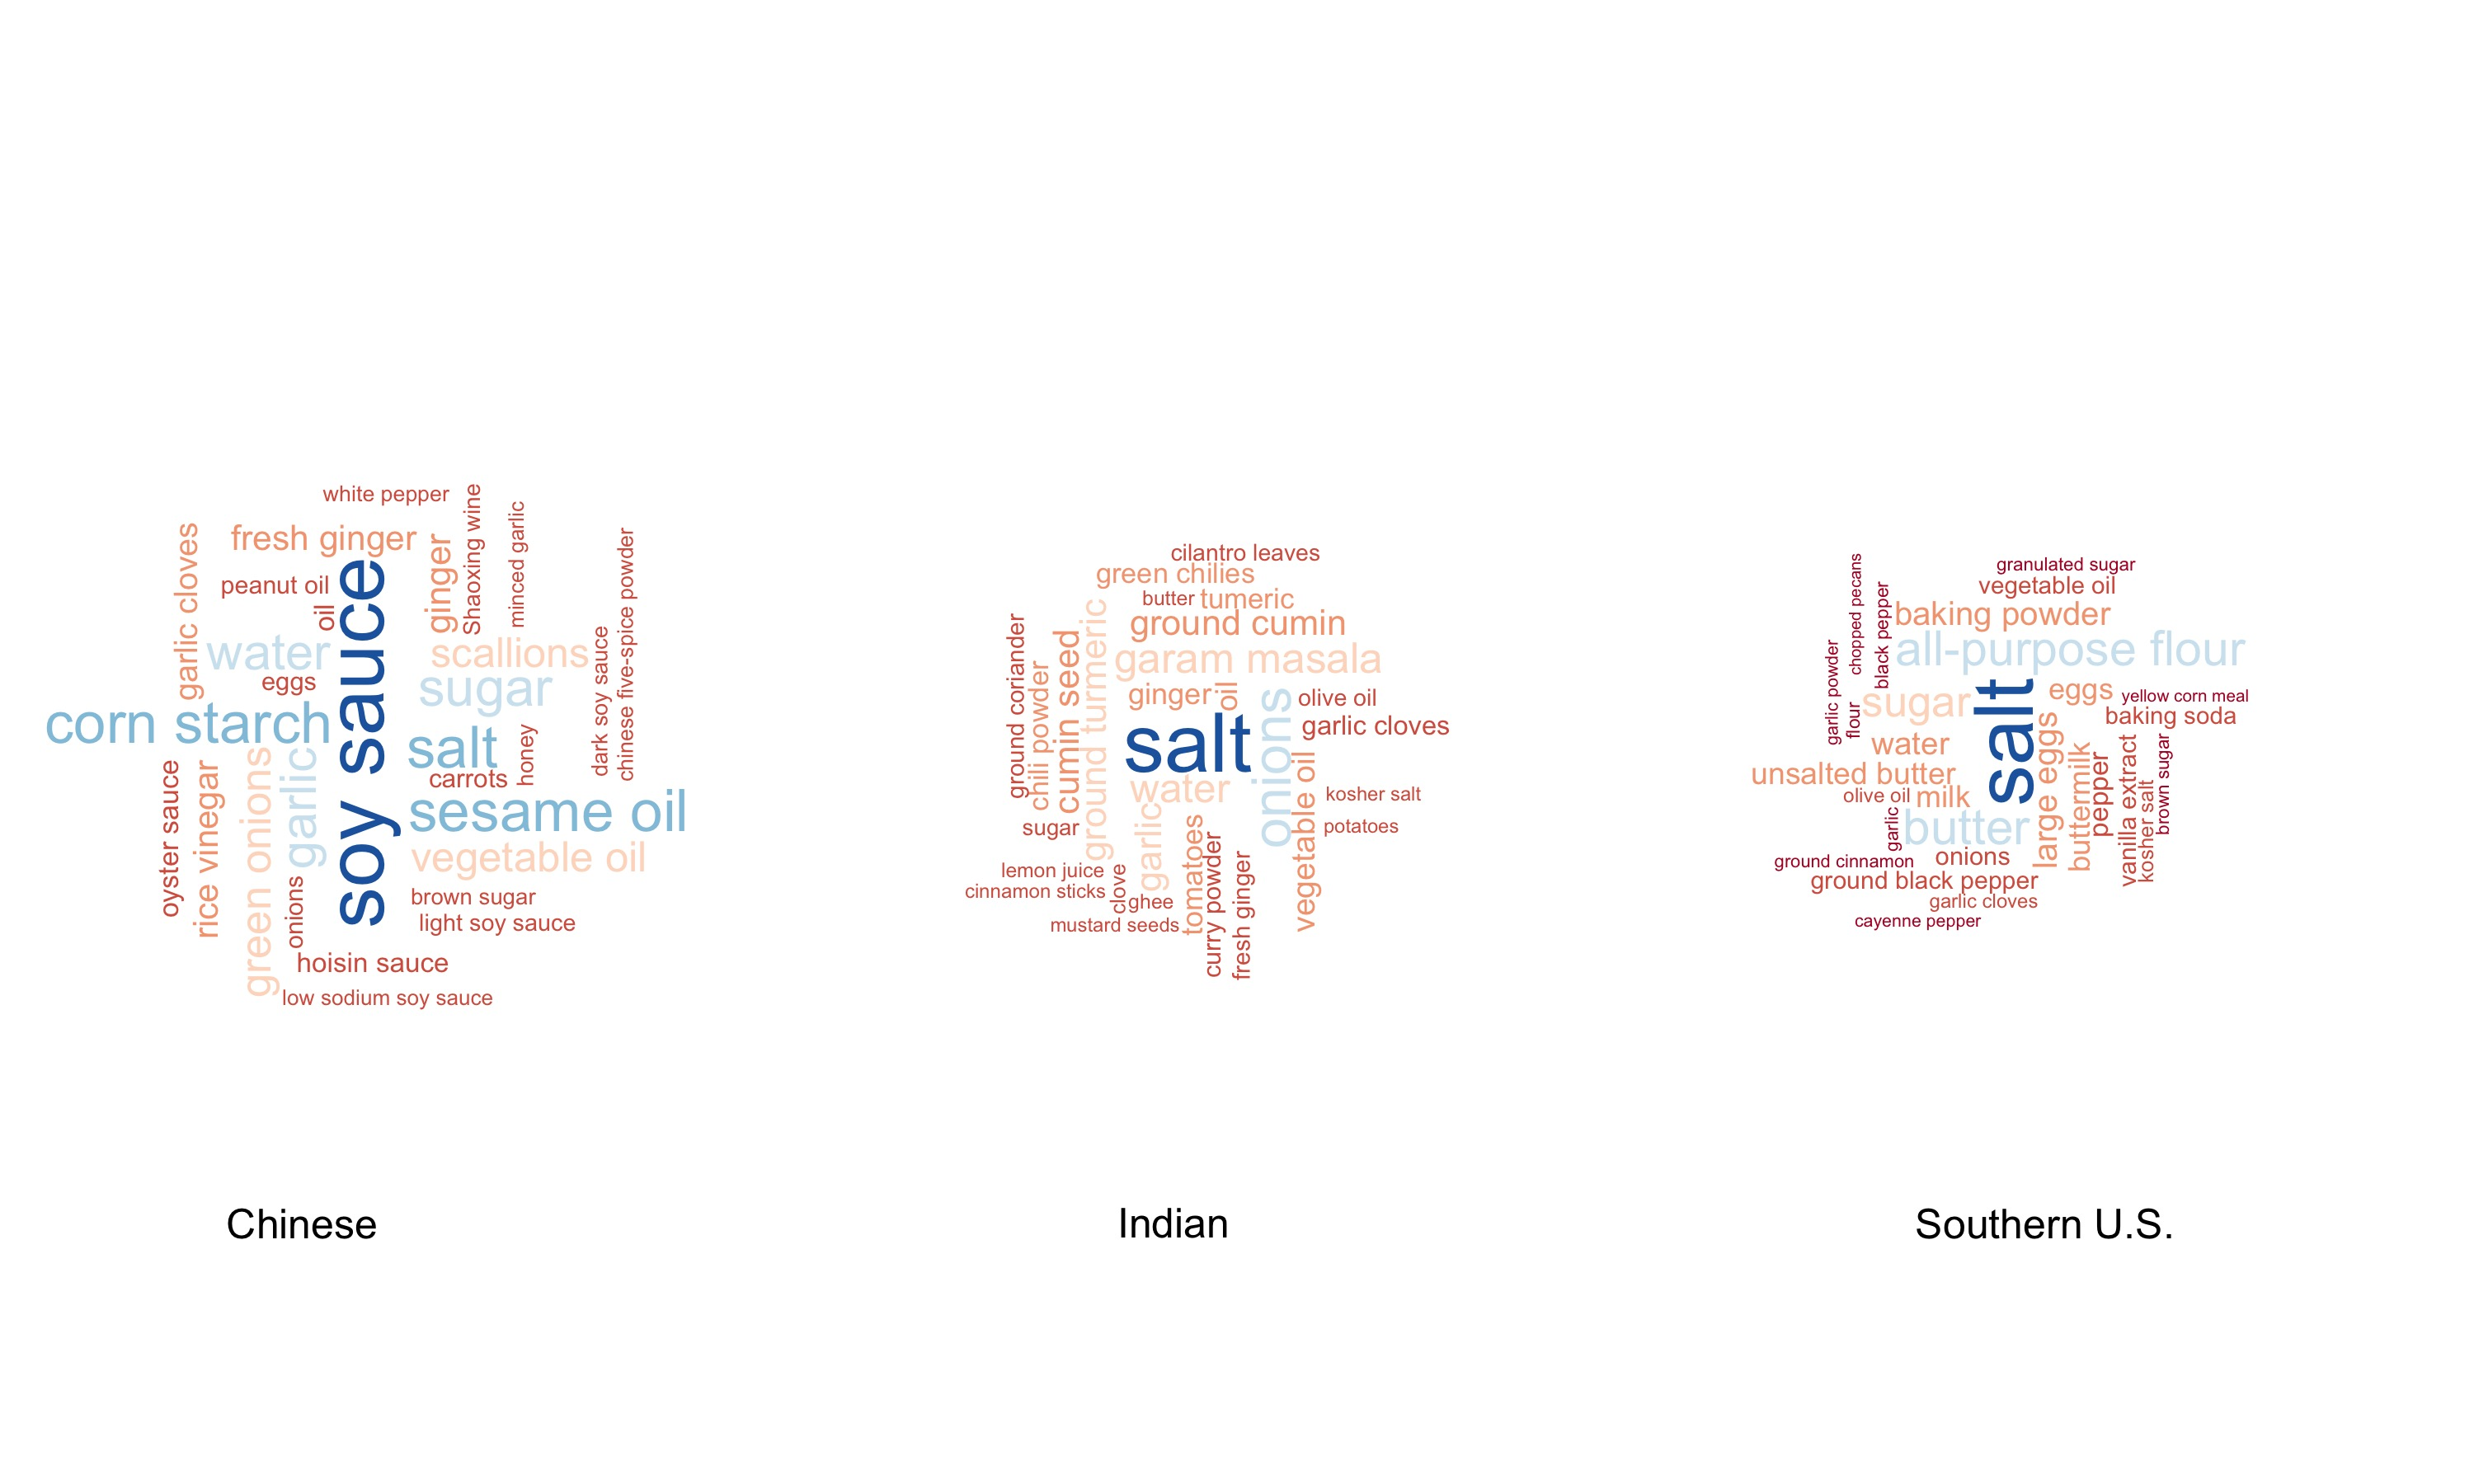 white pepper
Shaoxing wine
minced garlic
fresh ginger
garlic cloves
ginger
chinese five-spice powder
peanut oil
oil
soy sauce
water
scallions
dark soy sauce
eggs
sugar
corn starch
salt
honey
carrots
oyster sauce
rice vinegar
green onions
garlic
sesame oil
vegetable oil
onions
brown sugar
light soy sauce
hoisin sauce
low sodium soy sauce
Chinese
cilantro leaves
green chilies
butter
tumeric
ground cumin
ground coriander
chili powder
cumin seed
ground turmeric
garam masala
ginger
oil
onions
olive oil
salt
garlic cloves
water
vegetable oil
kosher salt
sugar
garlic
tomatoes
potatoes
lemon juice
cinnamon sticks
clove
ghee
mustard seeds
curry powder
fresh ginger
Indian
granulated sugar
chopped pecans
black pepper
vegetable oil
baking powder
garlic powder
flour
all-purpose flour
sugar
salt
eggs
yellow corn meal
baking soda
water
large eggs
buttermilk
pepper
vanilla extract
brown sugar
kosher salt
unsalted butter
olive oil
milk
garlic
butter
ground cinnamon
onions
ground black pepper
garlic cloves
cayenne pepper
Southern U.S.